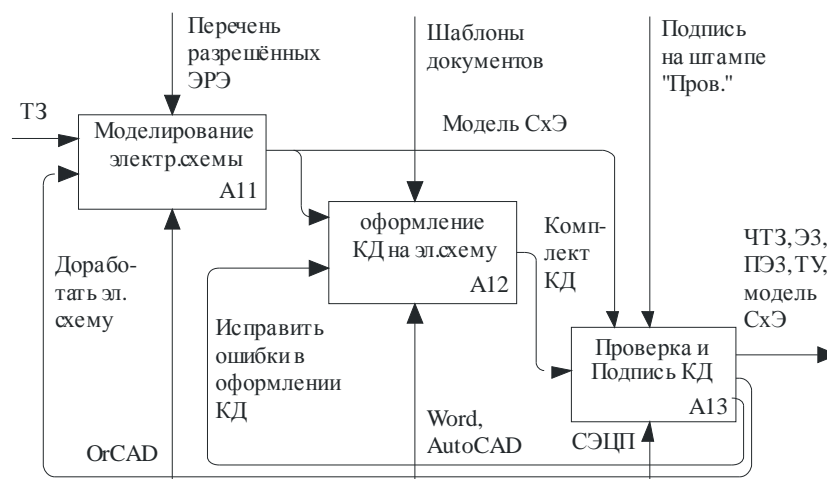 Перечень
разрешённых
ЭРЭ
Шаблоны
документов
Подпись
на штампе
"Пров."
ТЗ
Моделирование
электр.схемы
А11
Модель СхЭ
оформление
КД на эл.схему
А12
Комп-
лект
КД
ЧТЗ, ЭЗ,
ПЭЗ, ТУ,
модель
СхЭ
Дорабо-
тать эл.
схему
Исправить
ошибки в
оформлении
КД
Проверка и
Подпись КД
А13
OrCAD
Word,
AutoCAD
СЭЦП